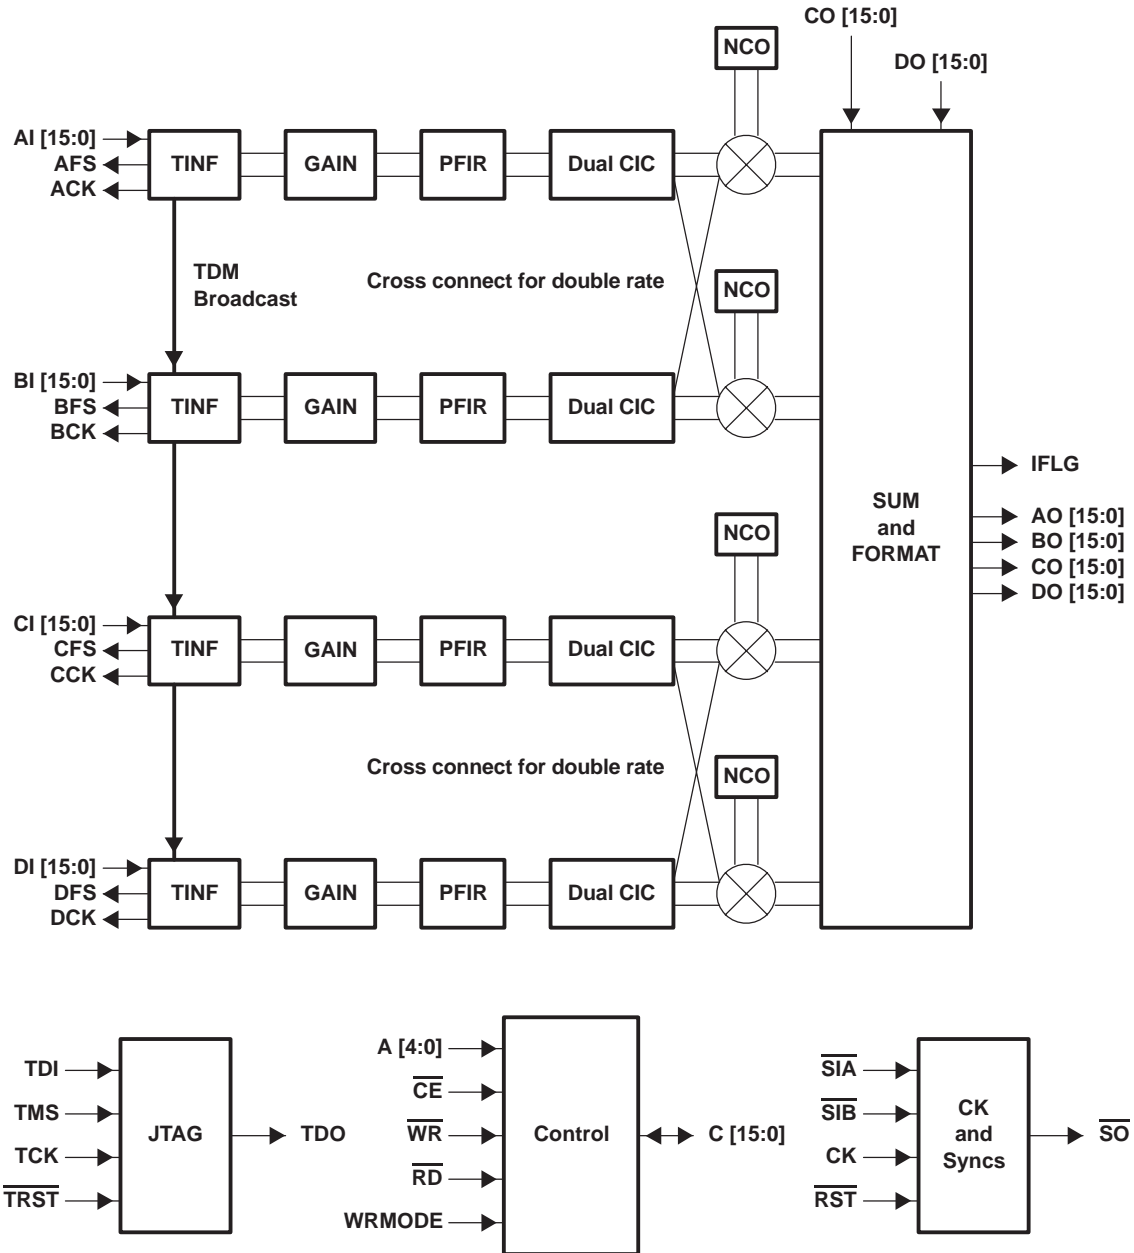 CO [15:0]
NCO
DO [15:0]
AI [15:0]
AFS
ACK
TINF
GAIN
PFIR
Dual CIC
TDM
Broadcast
Cross connect for double rate
NCO
BI [15:0]
BFS
BCK
TINF
GAIN
PFIR
Dual CIC
SUM
and
FORMAT
IFLG
AO [15:0]
BO [15:0]
CO [15:0]
DO [15:0]
NCO
CI [15:0]
CFS
CCK
TINF
GAIN
PFIR
Dual CIC
Cross connect for double rate
NCO
DI [15:0]
DFS
DCK
TINF
GAIN
PFIR
Dual CIC
TDI
TMS
TCK
TRST
JTAG
TDO
A [4:0]
CE
WR
RD
WRMODE
Control
C [15:0]
SIA
SIB
CK
RST
CK
and
Syncs
SO